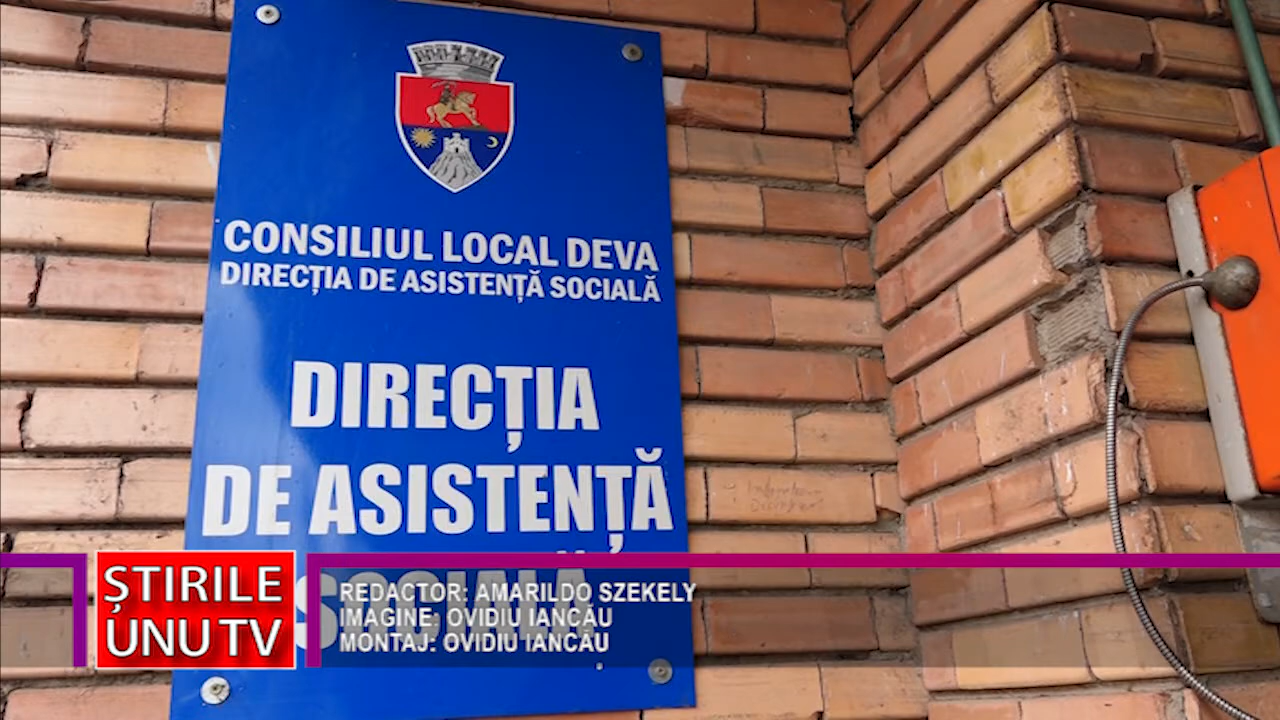 CONSILIUL LOCAL DEVA
DIRECȚIA DE ASISTENȚĂ SOCIALĂ
DIRECȚIA
DE ASISTENȚĂ
SOCIALĂ
ȘTIRILE
UNU TV
REDACTOR: AMARILDO SZEKELY
IMAGINE: OVIDIU IANCĂU
MONTAJ: OVIDIU IANCĂU